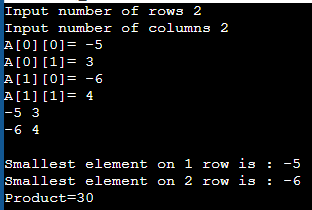 Input number of rows 2
Input number of columns 2
A[0][0]= -5
A[0][1]= 3
A[1][0]= -6
A[1][1]= 4
-5 3
-6 4
Smallest element on 1 row is : -5
Smallest element on 2 row is : -6
Product=30